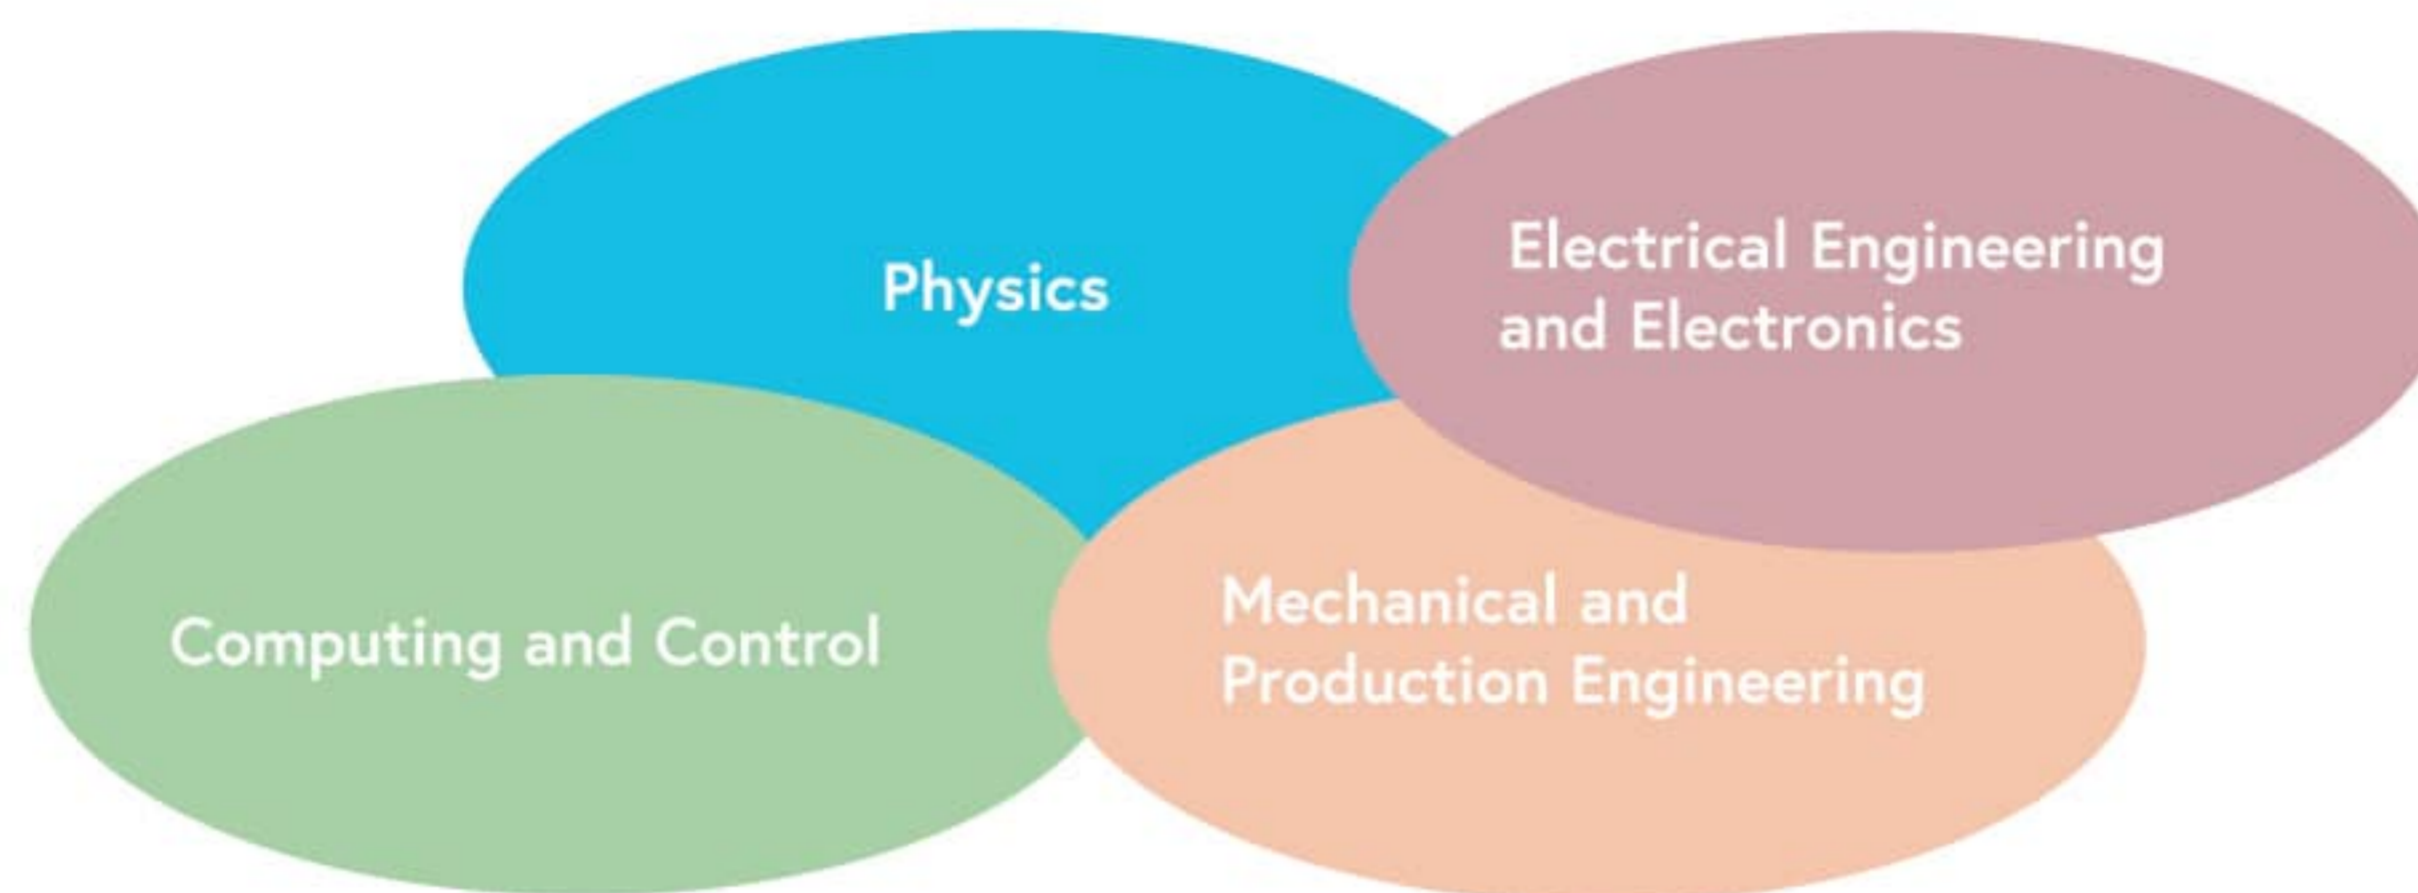 Physics
Electrical Engineering
and Electronics
Computing and Control
Mechanical and
Production Engineering